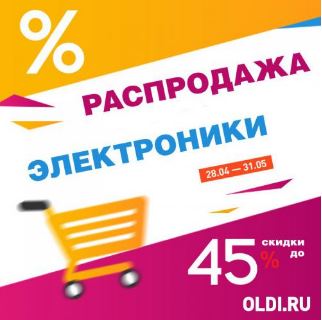 %
РАСПРОДАЖА
ЭЛЕКТРОНИКИ
28.04 — 31.05
скидки до
45%
OLDI.RU